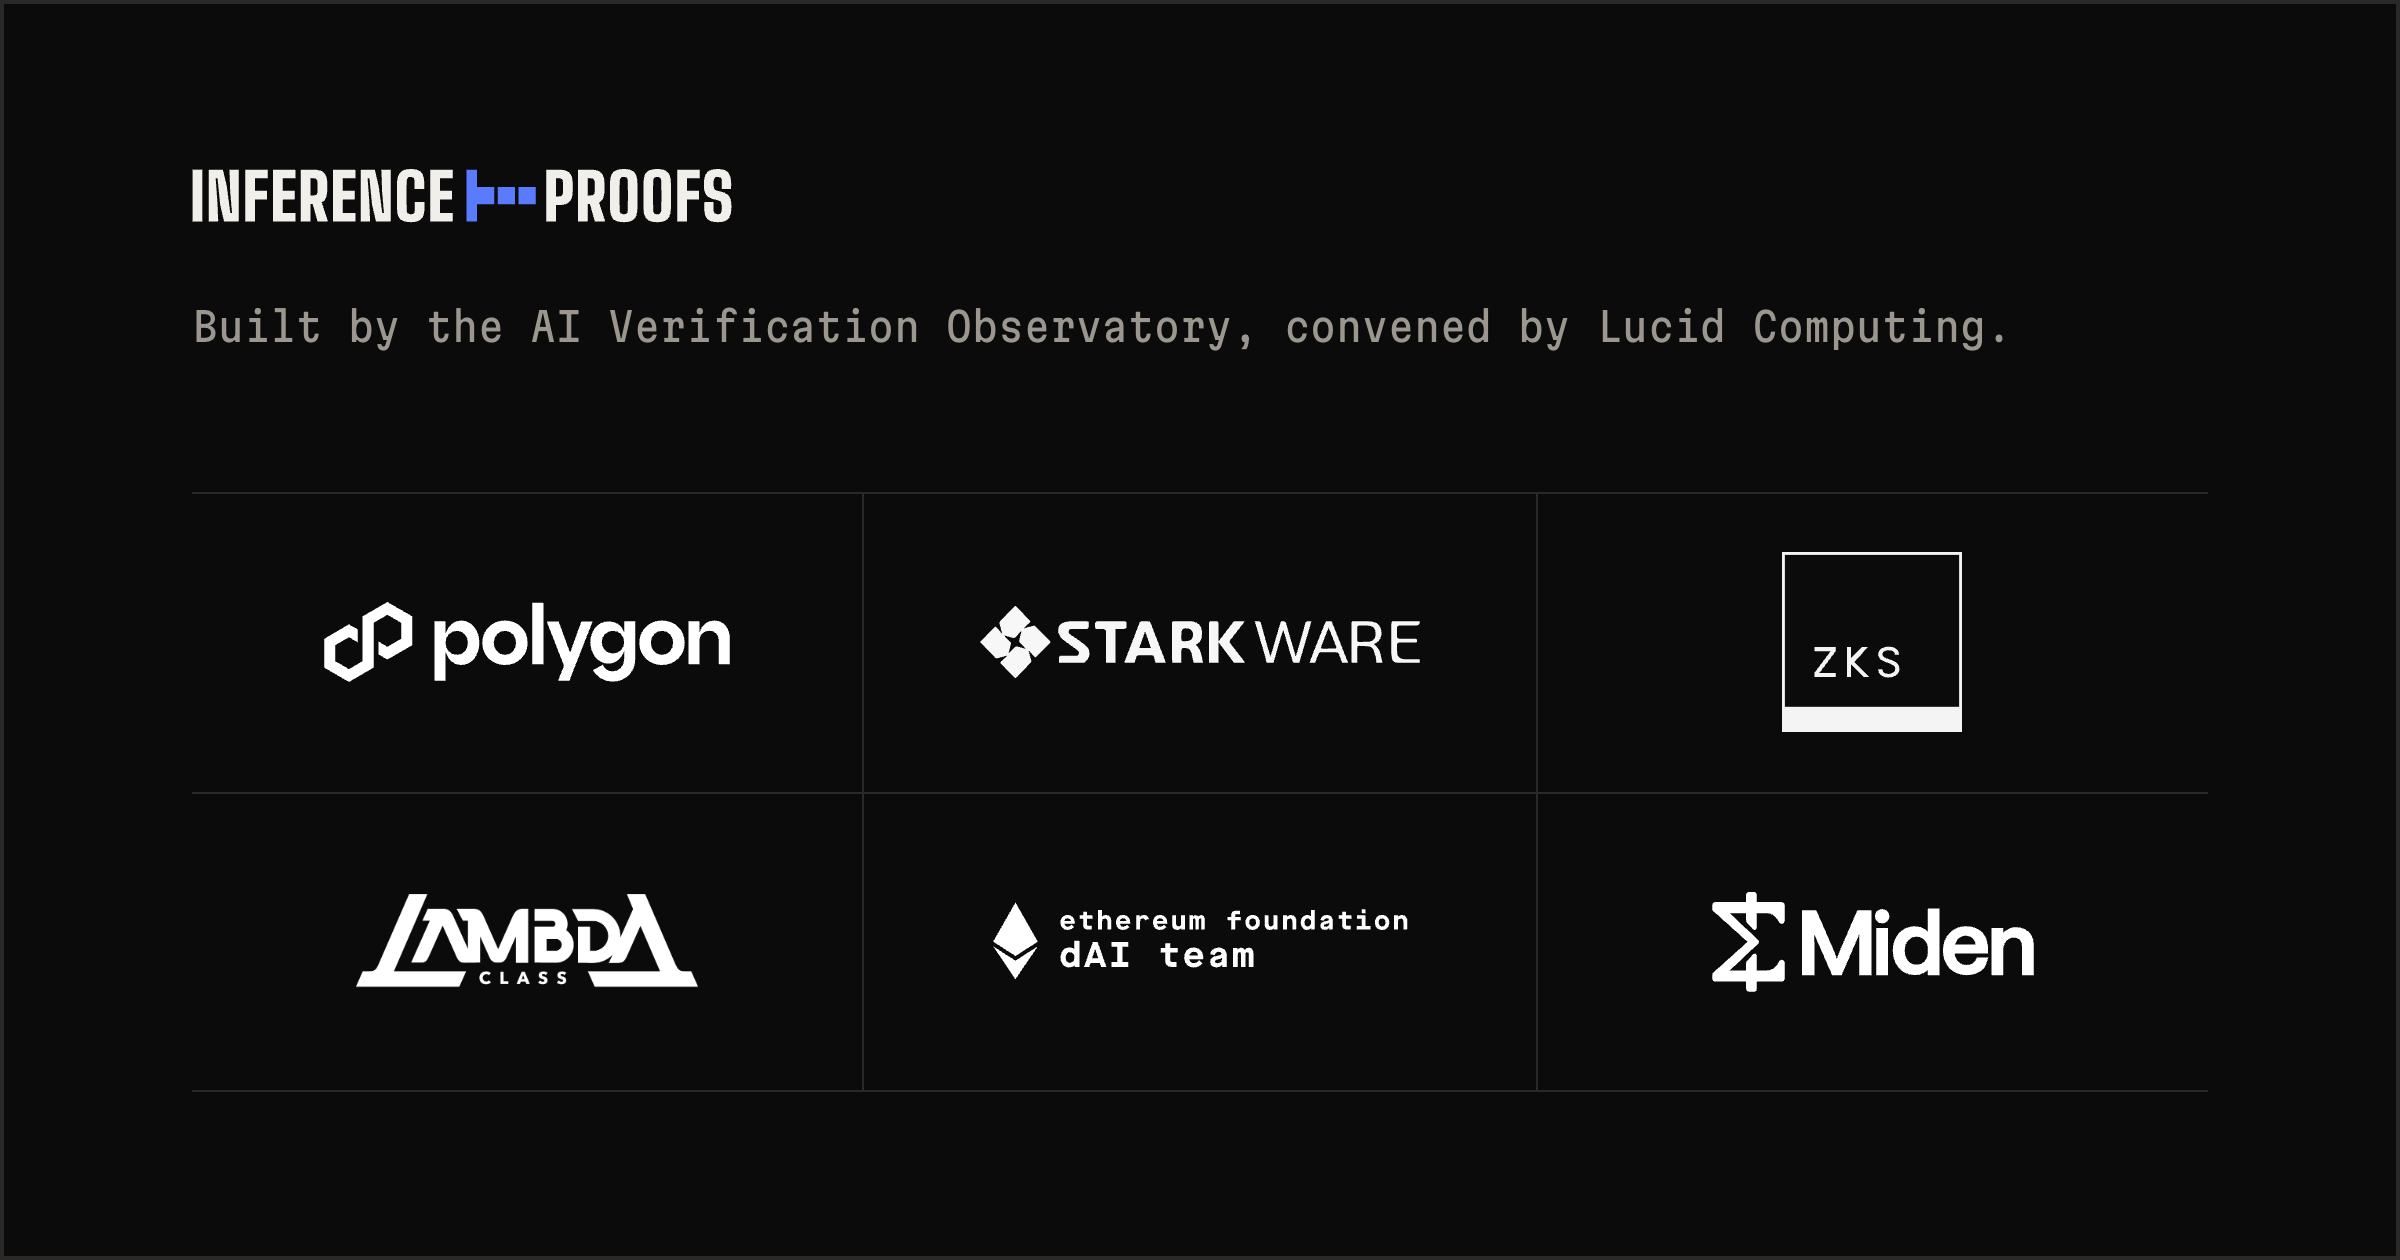 INFERENCE PROOFS
Built by the AI Verification Observatory, convened by Lucid Computing.
polygon
STARKWARE
ZKS
LAMBDA
CLASS
ethereum foundation
dAI team
Miden